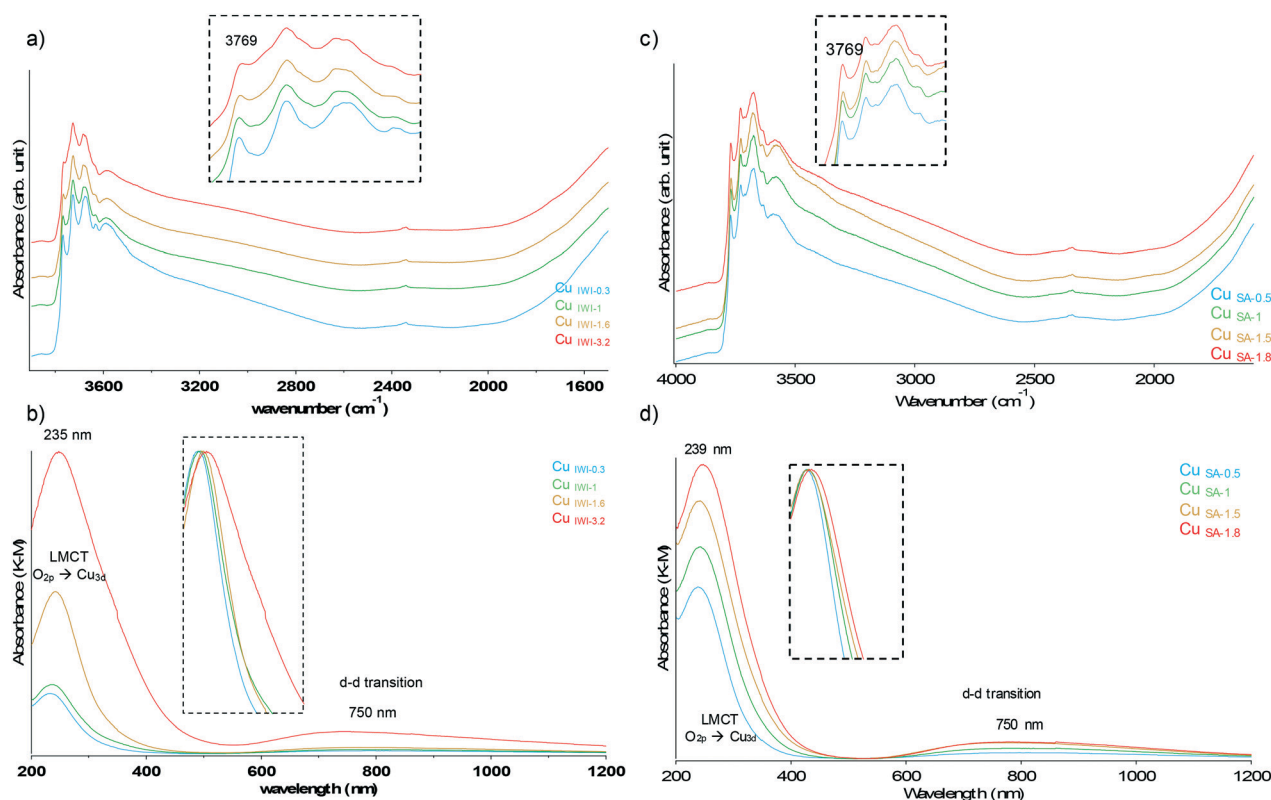 a)
3769
Absorbance (arb. unit)
Cu IWI-0.3
Cu IWI-1
Cu IWI-1.6
Cu IWI-3.2
3600 3200 2800 2400 2000 1600
wavenumber (cm-1)
c)
3769
Absorbance (arb. unit)
Cu SA-0.5
Cu SA-1
Cu SA-1.5
Cu SA-1.8
4000 3500 3000 2500 2000
Wavenumber (cm-1)
b)
235 nm
Cu IWI-0.3
Cu IWI-1
Cu IWI-1.6
Cu IWI-3.2
LMCT
O2p → Cu3d
Absorbance (K-M)
d-d transition
750 nm
200 400 600 800 1000 1200
wavelength (nm)
d)
239 nm
Cu SA-0.5
Cu SA-1
Cu SA-1.5
Cu SA-1.8
Absorbance (K-M)
d-d transition
LMCT
750 nm
O2p → Cu3d
200 400 600 800 1000 1200
Wavelength (nm)